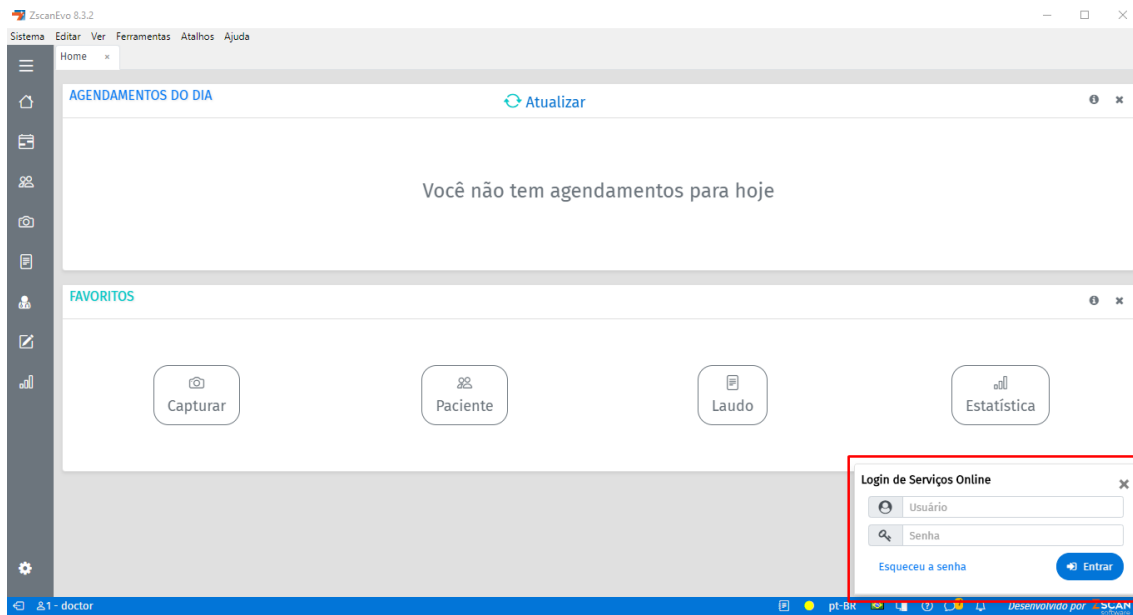 ZscanEvo 8.3.2
Sistema Editar Ver Ferramentas Atalhos Ajuda
Home ×
AGENDAMENTOS DO DIA
Atualizar
Você não tem agendamentos para hoje
FAVORITOS
Capturar
Paciente
Laudo
Estatística
Login de Serviços Online
Usuário
Senha
Esqueceu a senha
Entrar
1 - doctor
pt-BR
Desenvolvido por ZSCAN
software